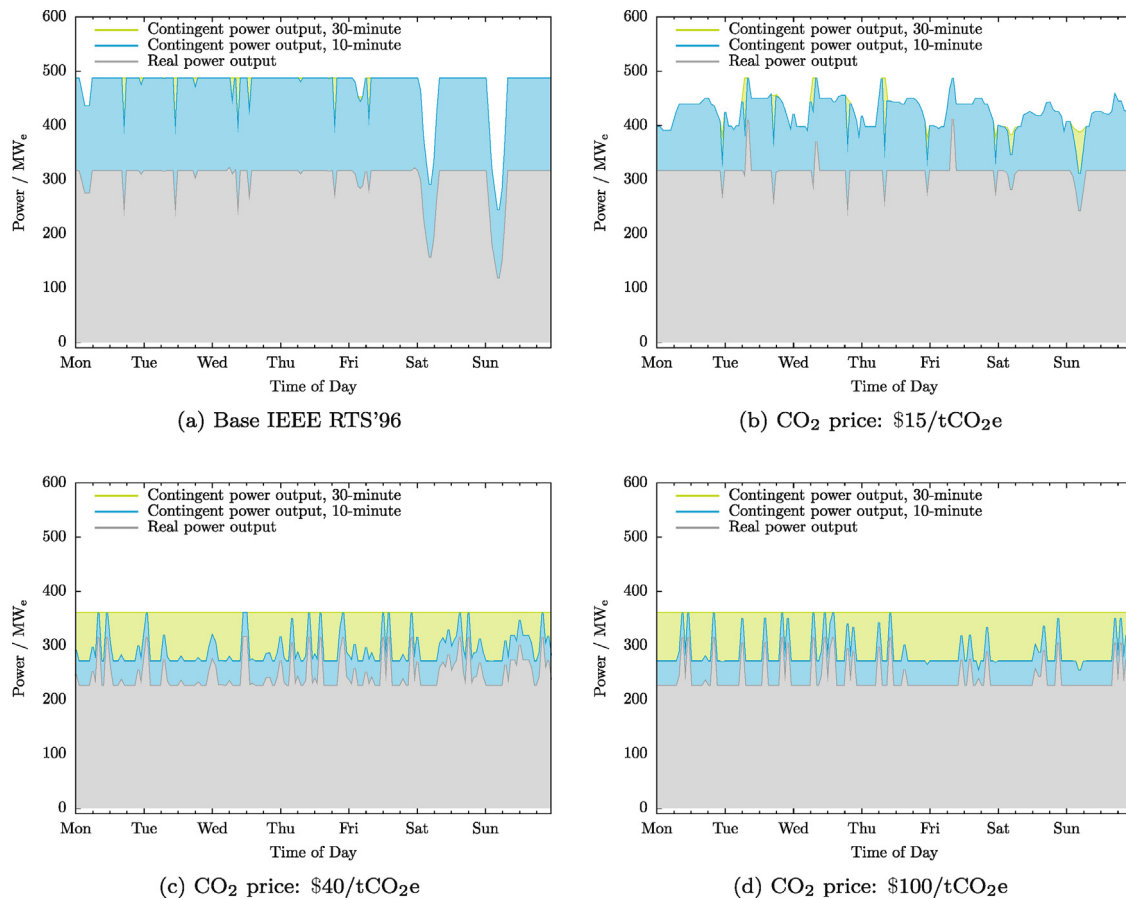 Contingent power output, 30-minute
Contingent power output, 10-minute
Real power output
600
500
400
300
200
100
0
Power / MWₑ
Mon Tue Wed Thu Fri Sat Sun
Time of Day
(a) Base IEEE RTS'96
Contingent power output, 30-minute
Contingent power output, 10-minute
Real power output
600
500
400
300
200
100
0
Power / MWₑ
Mon Tue Wed Thu Fri Sat Sun
Time of Day
(b) CO₂ price: $15/tCO₂e
Contingent power output, 30-minute
Contingent power output, 10-minute
Real power output
600
500
400
300
200
100
0
Power / MWₑ
Mon Tue Wed Thu Fri Sat Sun
Time of Day
(c) CO₂ price: $40/tCO₂e
Contingent power output, 30-minute
Contingent power output, 10-minute
Real power output
600
500
400
300
200
100
0
Power / MWₑ
Mon Tue Wed Thu Fri Sat Sun
Time of Day
(d) CO₂ price: $100/tCO₂e